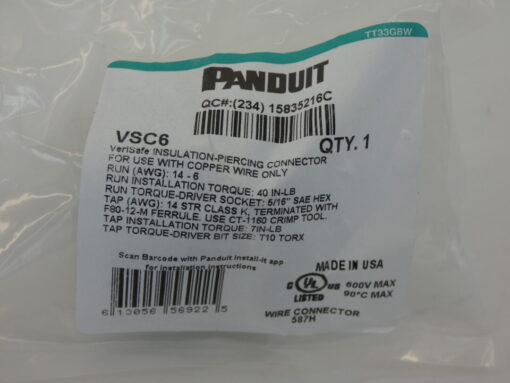 TT33GBW
PANDUIT
QC#:(234) 15835216C
VSC6 QTY. 1
VeriSafe INSULATION-PIERCING CONNECTOR
FOR USE WITH COPPER WIRE ONLY
RUN (AWG): 14 - 6
RUN INSTALLATION TORQUE: 40 IN-LB
RUN TORQUE-DRIVER SOCKET: 5/16" SAE HEX
TAP (AWG): 14 STR CLASS K, TERMINATED WITH
F80-12-M FERRULE. USE CT-1160 CRIMP TOOL.
TAP INSTALLATION TORQUE: 7IN-LB
TAP TORQUE-DRIVER BIT SIZE: T10 TORX
Scan Barcode with Panduit Install-It app
for installation instructions
6 13056 56922 5
MADE IN USA
C UL US 600V MAX
LISTED 90°C MAX
WIRE CONNECTOR
587H